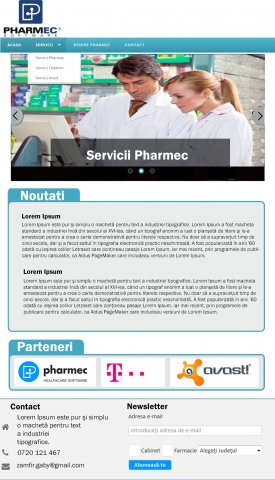 PHARMEC®
SOFTWARE
ACASA SERVICII DESPRE PHARMEC CONTACT
Servicii Pharmec
Servicii Telekom
Servicii Avast
Servicii Pharmec
Noutati
Lorem Ipsum
Lorem Ipsum este pur şi simplu o machetă pentru text a industriei tipografice. Lorem Ipsum a fost macheta
standard a industriei încă din secolul al XVI-lea, când un tipograf anonim a luat o planşetă de litere şi le-a
amestecat pentru a crea o carte demonstrativă pentru literele respective. Nu doar că a supravieţuit timp de
cinci secole, dar şi a facut saltul în tipografia electronică practic neschimbată. A fost popularizată în anii '60
odată cu ieşirea colilor Letraset care conţineau pasaje Lorem Ipsum, iar mai recent, prin programele de publi-
care pentru calculator, ca Aldus PageMaker care includeau versiuni de Lorem Ipsum.
Lorem Ipsum
Lorem Ipsum este pur şi simplu o machetă pentru text a industriei tipografice. Lorem Ipsum a fost macheta
standard a industriei încă din secolul al XVI-lea, când un tipograf anonim a luat o planşetă de litere şi le-a
amestecat pentru a crea o carte demonstrativă pentru literele respective. Nu doar că a supravieţuit timp de
cinci secole, dar şi a facut saltul în tipografia electronică practic neschimbată. A fost popularizată în anii '60
odată cu ieşirea colilor Letraset care conţineau pasaje Lorem Ipsum, iar mai recent, prin programele de
publicare pentru calculator, ca Aldus PageMaker care includeau versiuni de Lorem Ipsum.
Parteneri
pharmec
HEALTHCARE SOFTWARE
T
avast!
Contact
Lorem Ipsum este pur şi simplu
o machetă pentru text
a industriei
tipografice.
0720 121 467
zamfir.gaby@gmail.com
Newsletter
Adresa e-mail
introduceţi adresa de e-mail
Cabinet Farmacie Alegeţi Judeţul
Abonează-te